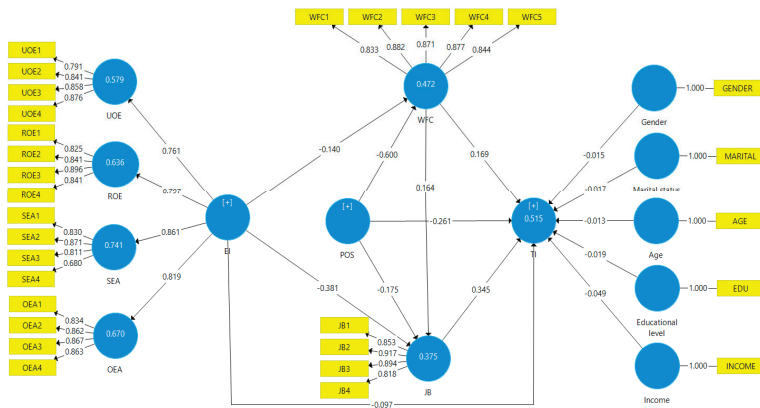 WFC1 WFC2 WFC3 WFC4 WFC5
0.833 0.882 0.871 0.877 0.844
0.472
WFC
UOE1
UOE2
UOE3
UOE4
0.791
0.841
0.858
0.876
0.579
UOE
ROE1
ROE2
ROE3
ROE4
0.825
0.841
0.896
0.841
0.636
ROE
SEA1
SEA2
SEA3
SEA4
0.830
0.871
0.811
0.680
0.741
SEA
OEA1
OEA2
OEA3
OEA4
0.834
0.862
0.867
0.863
0.670
OEA
0.761
0.861
0.819
[+]
EI
-0.140
-0.600
0.169
0.164
[+]
POS
-0.261
-0.381
-0.175
0.345
-0.097
[+]
0.515
TI
JB1
JB2
JB3
JB4
0.853
0.917
0.894
0.818
0.375
JB
-0.015
-0.017
-0.013
-0.019
-0.049
Gender
1.000
GENDER
Marital status
1.000
MARITAL
Age
1.000
AGE
Educational
level
1.000
EDU
Income
1.000
INCOME